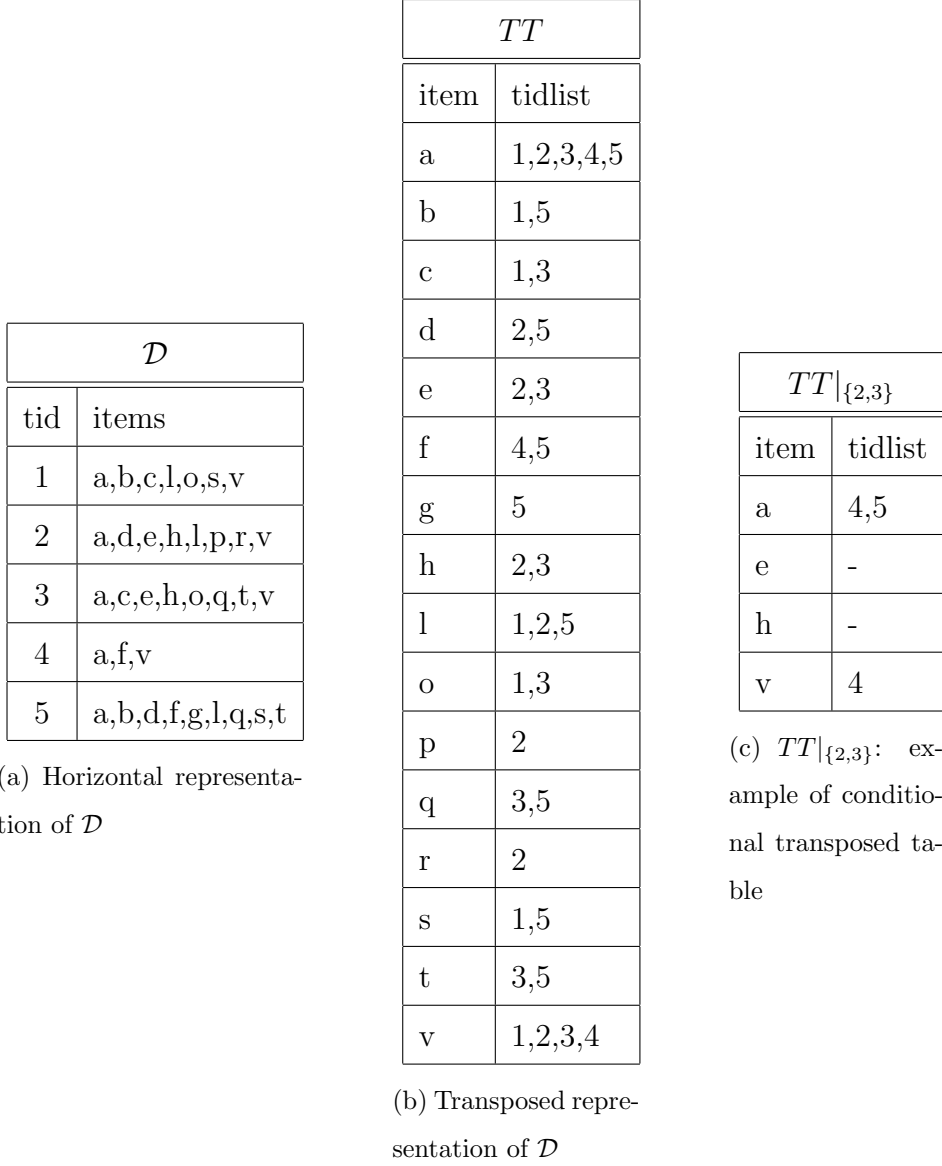 𝒟
tid items
1 a,b,c,l,o,s,v
2 a,d,e,h,l,p,r,v
3 a,c,e,h,o,q,t,v
4 a,f,v
5 a,b,d,f,g,l,q,s,t
(a) Horizontal representa-
tion of 𝒟
TT
item tidlist
a 1,2,3,4,5
b 1,5
c 1,3
d 2,5
e 2,3
f 4,5
g 5
h 2,3
l 1,2,5
o 1,3
p 2
q 3,5
r 2
s 1,5
t 3,5
v 1,2,3,4
(b) Transposed repre-
sentation of 𝒟
TT|{2,3}
item tidlist
a 4,5
e -
h -
v 4
(c) TT|{2,3}: ex-
ample of conditio-
nal transposed ta-
ble